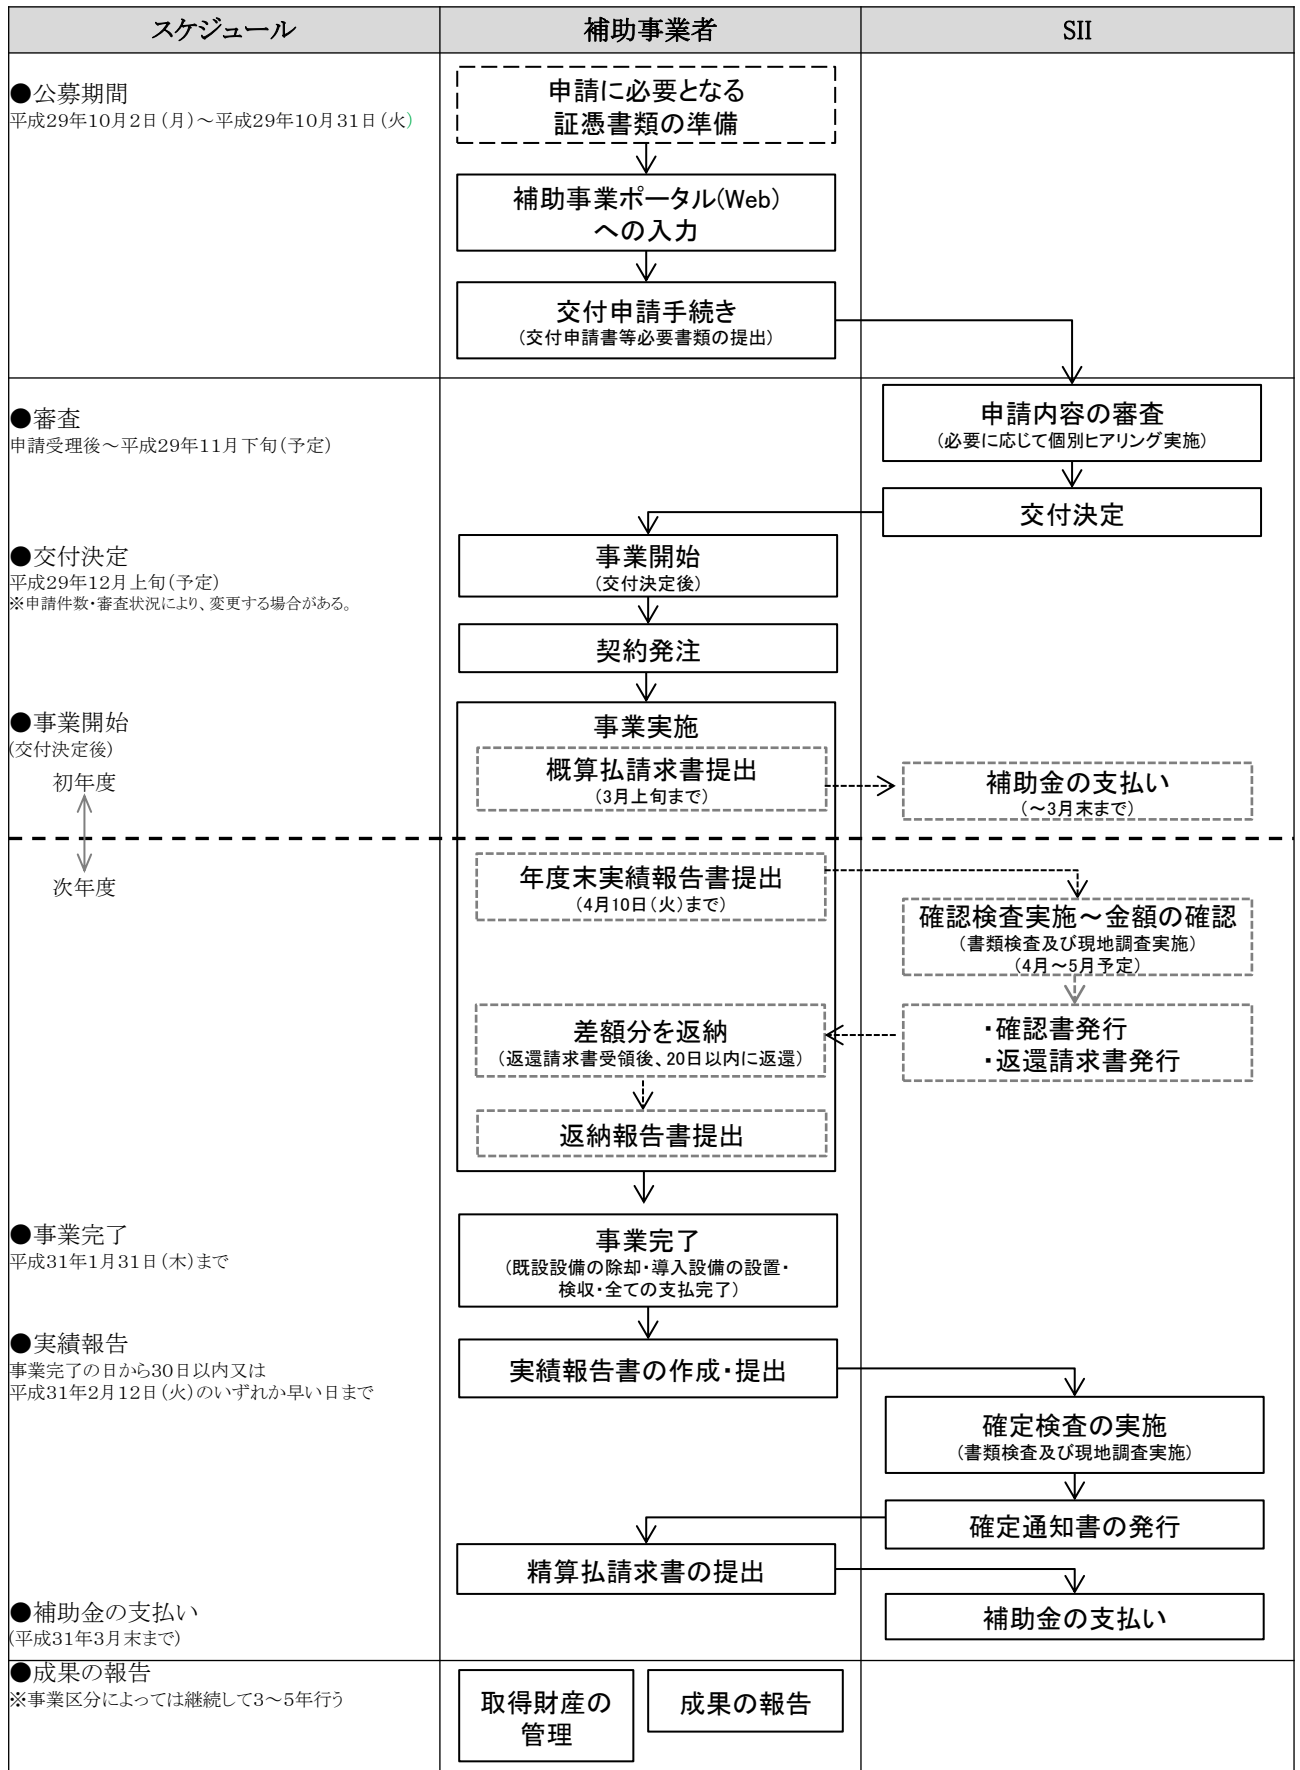 スケジュール
補助事業者
SII
●公募期間
平成29年10月2日(月)～平成29年10月31日(火)
申請に必要となる
証憑書類の準備
補助事業ポータル(Web)
への入力
交付申請手続き
(交付申請書等必要書類の提出)
●審査
申請受理後～平成29年11月下旬(予定)
申請内容の審査
(必要に応じて個別ヒアリング実施)
交付決定
●交付決定
平成29年12月上旬(予定)
※申請件数・審査状況により、変更する場合がある。
事業開始
(交付決定後)
契約発注
●事業開始
(交付決定後)
初年度
次年度
事業実施
概算払請求書提出
(3月上旬まで)
補助金の支払い
(～3月末まで)
年度末実績報告書提出
(4月10日(火)まで)
確認検査実施～金額の確認
(書類検査及び現地調査実施)
(4月～5月予定)
・確認書発行
・返還請求書発行
差額分を返納
(返還請求書受領後、20日以内に返還)
返納報告書提出
●事業完了
平成31年1月31日(木)まで
事業完了
(既設設備の除却・導入設備の設置・
検収・全ての支払完了)
●実績報告
事業完了の日から30日以内又は
平成31年2月12日(火)のいずれか早い日まで
実績報告書の作成・提出
確定検査の実施
(書類検査及び現地調査実施)
確定通知書の発行
精算払請求書の提出
●補助金の支払い
(平成31年3月末まで)
補助金の支払い
●成果の報告
※事業区分によっては継続して3～5年行う
取得財産の
管理
成果の報告